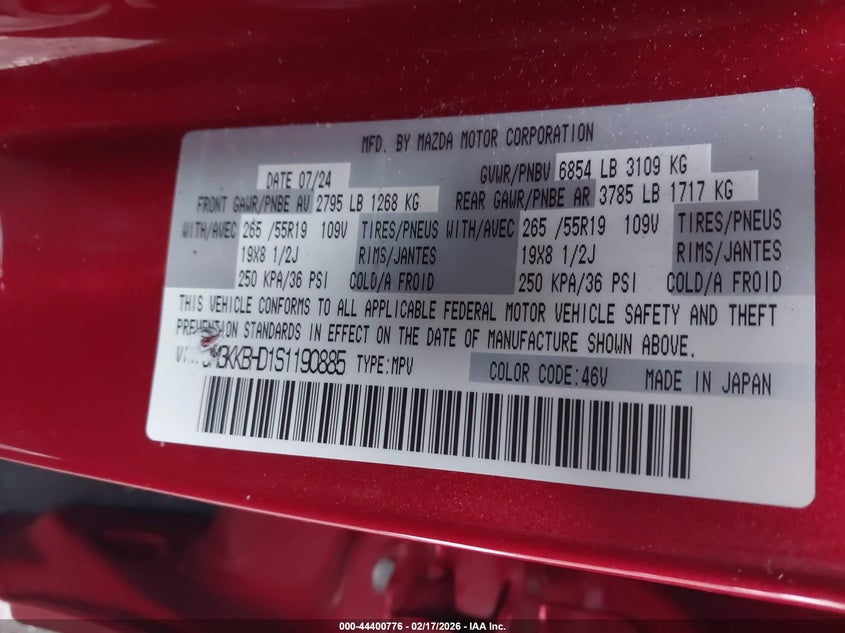 MFD. BY MAZDA MOTOR CORPORATION
DATE 07/24 GVWR/PNBV 6854 LB 3109 KG
FRONT GAWR/PNBE AV 2795 LB 1268 KG REAR GAWR/PNBE AR 3785 LB 1717 KG
WITH/AVEC 265 /55R19 109V TIRES/PNEUS WITH/AVEC 265 /55R19 109V TIRES/PNEUS
19X8 1/2J RIMS/JANTES 19X8 1/2J RIMS/JANTES
250 KPA/36 PSI COLD/A FROID 250 KPA/36 PSI COLD/A FROID
THIS VEHICLE CONFORMS TO ALL APPLICABLE FEDERAL MOTOR VEHICLE SAFETY AND THEFT
PREVENTION STANDARDS IN EFFECT ON THE DATE OF MANUFACTURE SHOWN ABOVE.
TYPE:MPV COLOR CODE:46V MADE IN JAPAN
000-44400776 - 02/17/2026 - IAA Inc.